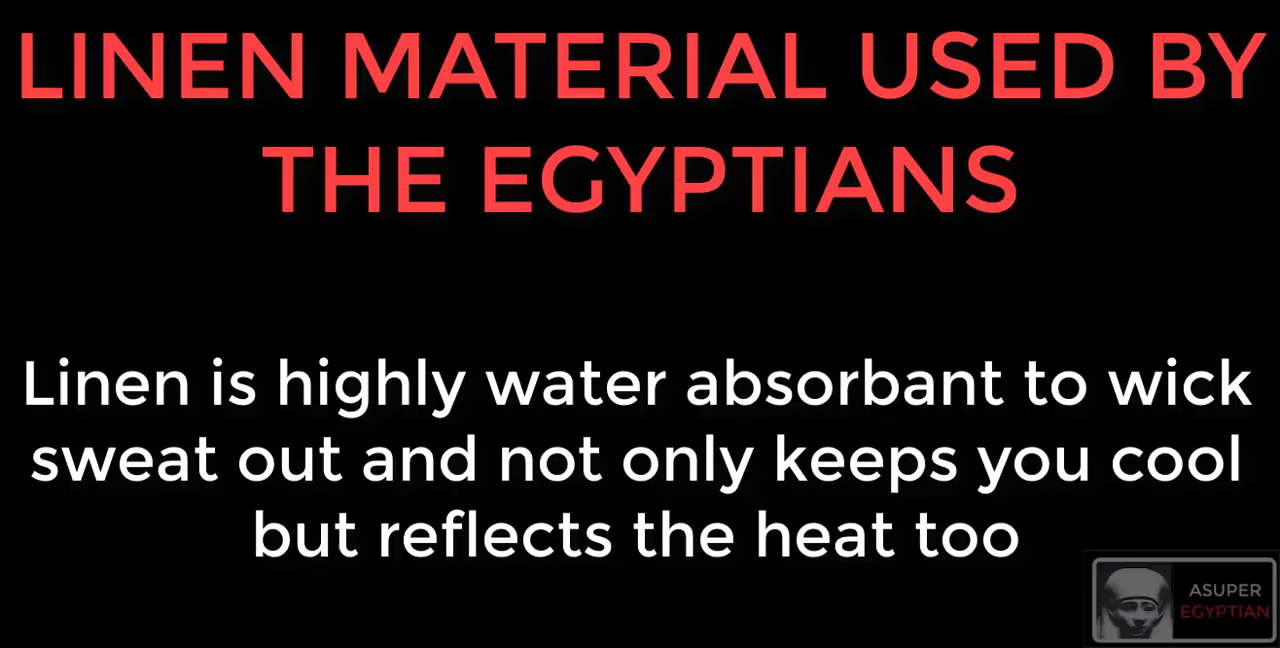 LINEN MATERIAL USED BY
THE EGYPTIANS
Linen is highly water absorbant to wick
sweat out and not only keeps you cool
but reflects the heat too
ASUPER
EGYPTIAN